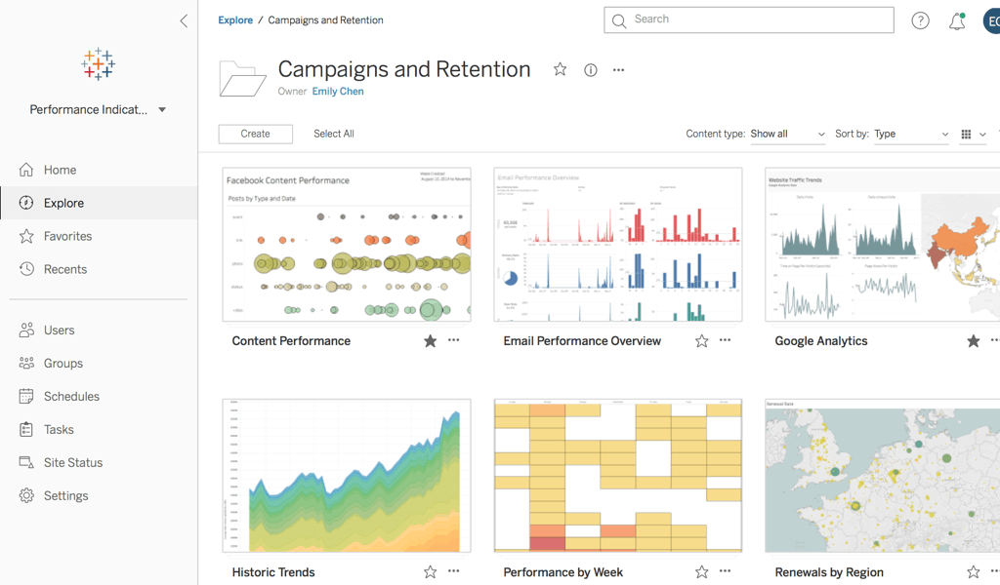 Explore / Campaigns and Retention
Search
EC
Performance Indicat...
Campaigns and Retention
Owner Emily Chen
Create
Select All
Content type: Show all
Sort by: Type
Home
Explore
Favorites
Recents
Users
Groups
Schedules
Tasks
Site Status
Settings
Facebook Content Performance
Posts by Type and Date
Email Performance Overview
Website Traffic Trends
Content Performance
Email Performance Overview
Google Analytics
Renewal Rate
Historic Trends
Performance by Week
Renewals by Region